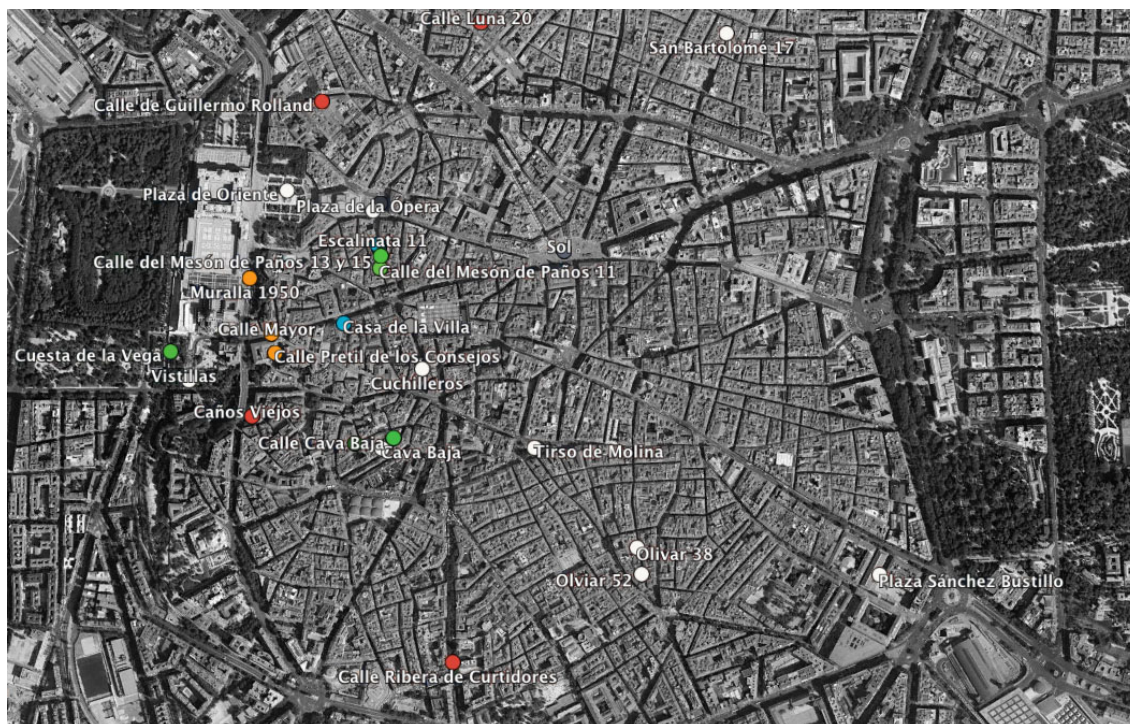 Calle Luna 20
San Bartolomé 17
Calle de Guillermo Rolland
Plaza de Oriente
Plaza de la Ópera
Escalinata 11
Sol
Calle del Mesón de Paños 13 y 15
Calle del Mesón de Paños 11
Muralla 1950
Calle Mayor
Casa de la Villa
Cuesta de la Vega
Calle Pretil de los Consejos
Vistillas
Cuchilleros
Caños Viejos
Calle Cava Baja
Cava Baja
Tirso de Molina
Olivar 38
Olviar 52
Plaza Sánchez Bustillo
Calle Ribera de Curtidores